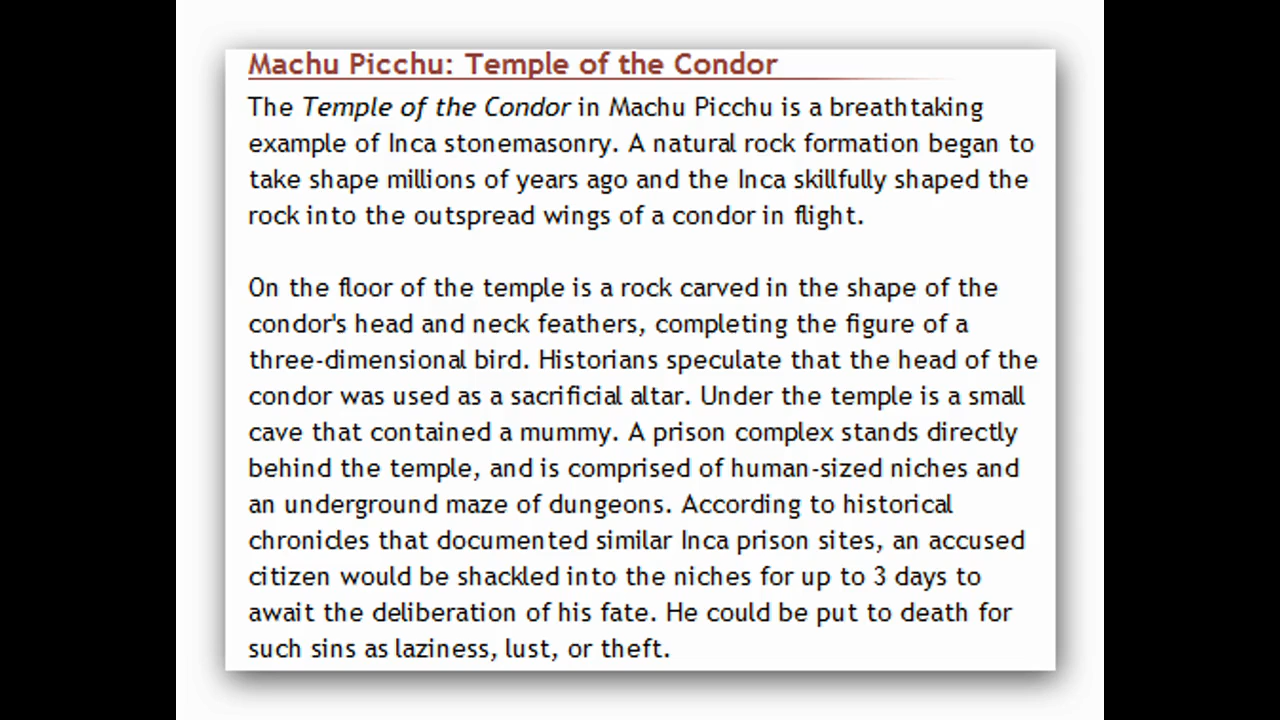 Machu Picchu: Temple of the Condor
The Temple of the Condor in Machu Picchu is a breathtaking
example of Inca stonemasonry. A natural rock formation began to
take shape millions of years ago and the Inca skillfully shaped the
rock into the outspread wings of a condor in flight.
On the floor of the temple is a rock carved in the shape of the
condor's head and neck feathers, completing the figure of a
three-dimensional bird. Historians speculate that the head of the
condor was used as a sacrificial altar. Under the temple is a small
cave that contained a mummy. A prison complex stands directly
behind the temple, and is comprised of human-sized niches and
an underground maze of dungeons. According to historical
chronicles that documented similar Inca prison sites, an accused
citizen would be shackled into the niches for up to 3 days to
await the deliberation of his fate. He could be put to death for
such sins as laziness, lust, or theft.